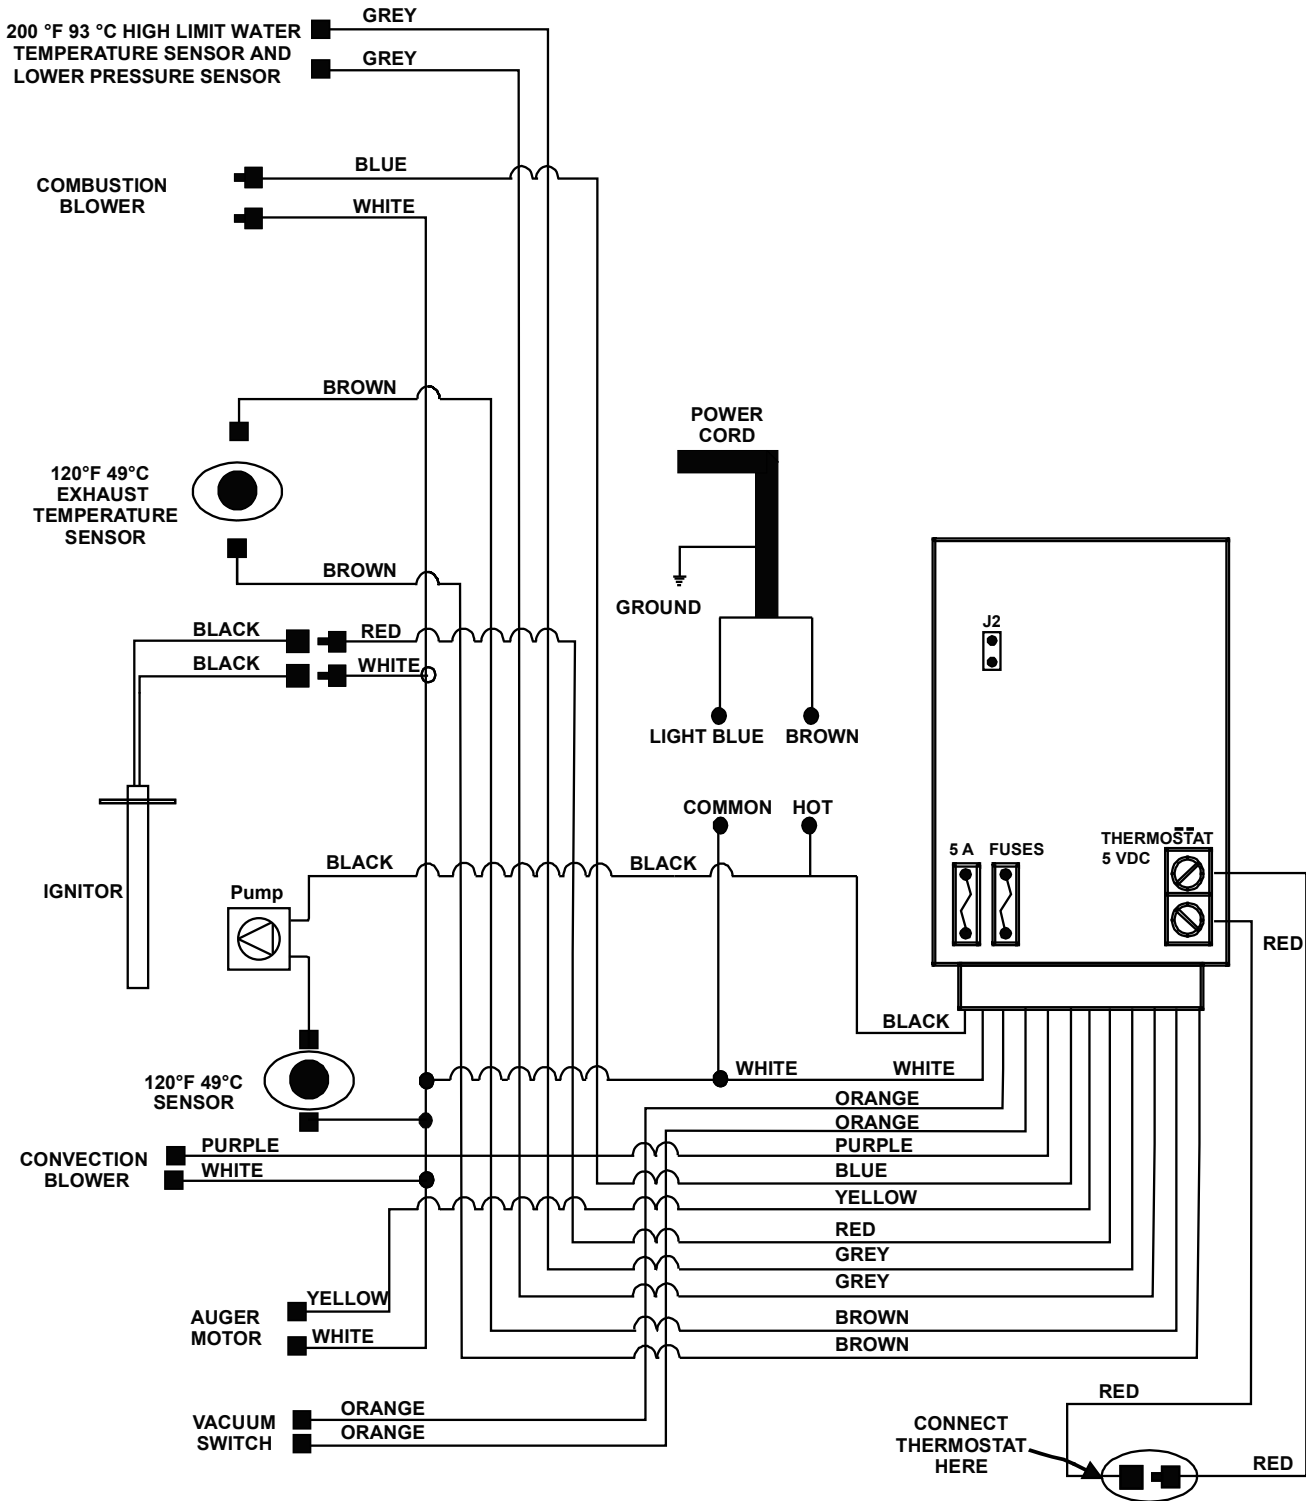 GREY
200 °F 93 °C HIGH LIMIT WATER
TEMPERATURE SENSOR AND
LOWER PRESSURE SENSOR
GREY
BLUE
COMBUSTION
BLOWER
WHITE
BROWN
120°F 49°C
EXHAUST
TEMPERATURE
SENSOR
BROWN
POWER
CORD
GROUND
LIGHT BLUE
BROWN
BLACK
RED
BLACK
WHITE
J2
COMMON
HOT
IGNITOR
BLACK
BLACK
Pump
5 A
FUSES
THERMOSTAT
5 VDC
RED
BLACK
120°F 49°C
SENSOR
WHITE
WHITE
ORANGE
ORANGE
CONVECTION
BLOWER
PURPLE
WHITE
PURPLE
BLUE
YELLOW
RED
GREY
GREY
BROWN
BROWN
AUGER
MOTOR
YELLOW
WHITE
VACUUM
SWITCH
ORANGE
ORANGE
RED
CONNECT
THERMOSTAT
HERE
RED